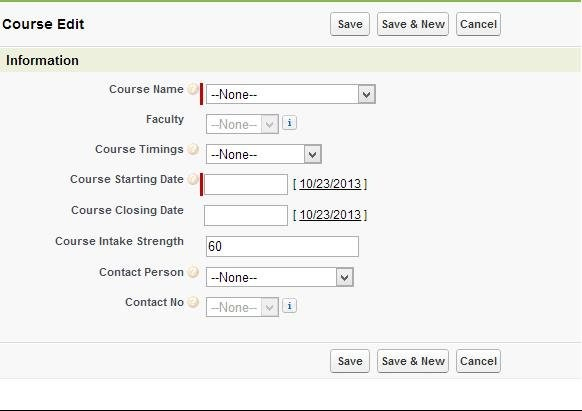 Course Edit Save Save & New Cancel
Information
Course Name ? --None--
Faculty --None-- i
Course Timings ? --None--
Course Starting Date ? [ 10/23/2013 ]
Course Closing Date [ 10/23/2013 ]
Course Intake Strength 60
Contact Person ? --None--
Contact No ? --None-- i
Save Save & New Cancel